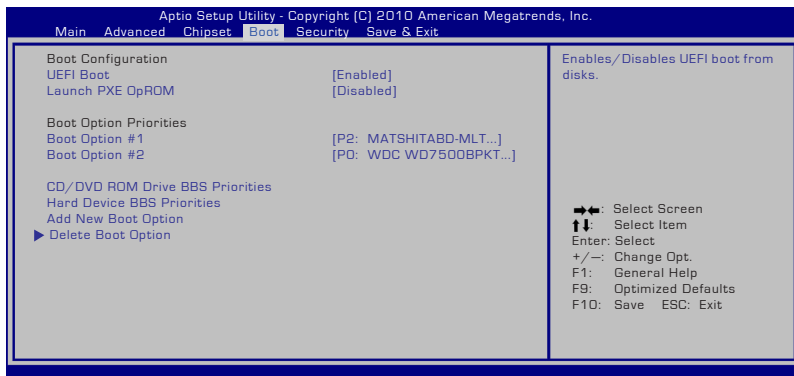 Aptio Setup Utility - Copyright (C) 2010 American Megatrends, Inc.
Main Advanced Chipset Boot Security Save & Exit
Boot Configuration
UEFI Boot [Enabled]
Launch PXE OpROM [Disabled]
Boot Option Priorities
Boot Option #1 [P2: MATSHITABD-MLT...]
Boot Option #2 [P0: WDC WD7500BPKT...]
CD/DVD ROM Drive BBS Priorities
Hard Device BBS Priorities
Add New Boot Option
▶ Delete Boot Option
Enables/Disables UEFI boot from
disks.
→←: Select Screen
↑↓: Select Item
Enter: Select
+/—: Change Opt.
F1: General Help
F9: Optimized Defaults
F10: Save ESC: Exit